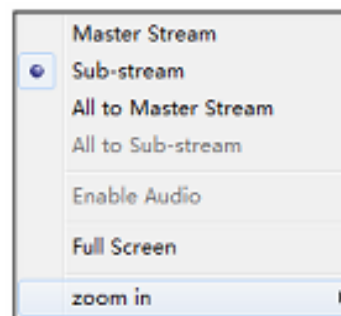 Master Stream
Sub-stream
All to Master Stream
All to Sub-stream
Enable Audio
Full Screen
zoom in